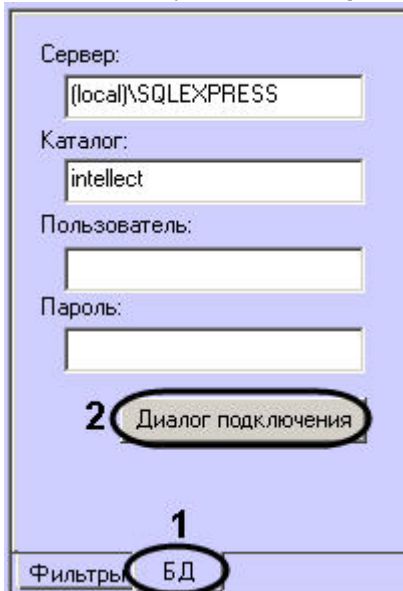 Сервер:
(local)\SQLEXPRESS
Каталог:
intellect
Пользователь:
Пароль:
2 Диалог подключения
1
Фильтры БД